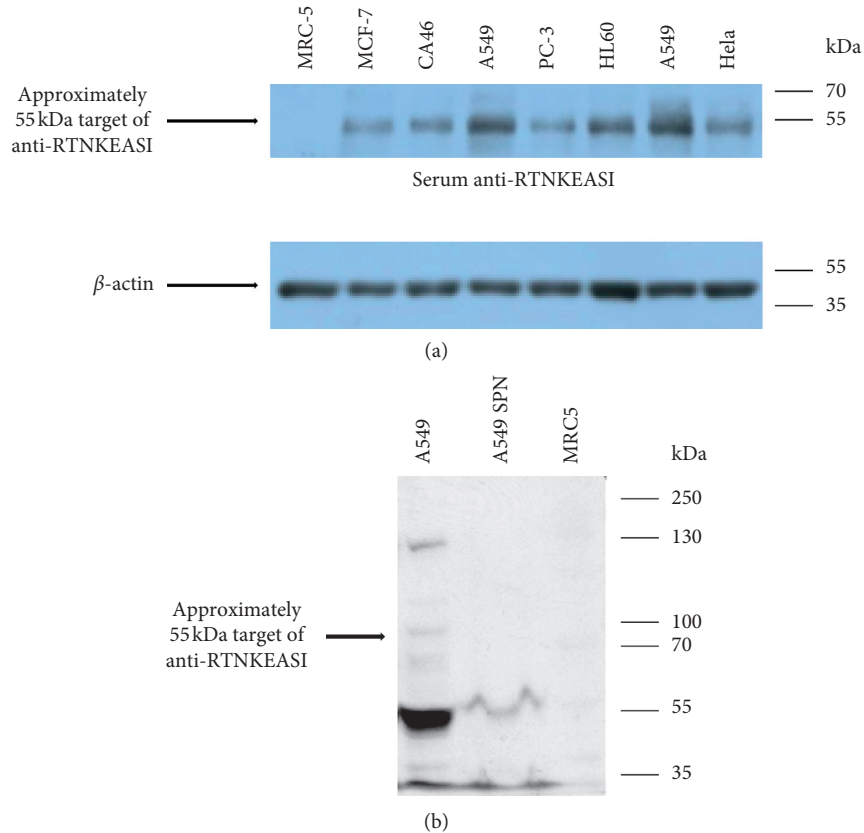 MRC-5
MCF-7
CA46
A549
PC-3
HL60
A549
Hela
kDa
Approximately
55 kDa target of
anti-RTNKEASI
70
55
Serum anti-RTNKEASI
β-actin
55
35
(a)
A549
A549 SPN
MRC5
kDa
250
130
Approximately
55 kDa target of
anti-RTNKEASI
100
70
55
35
(b)